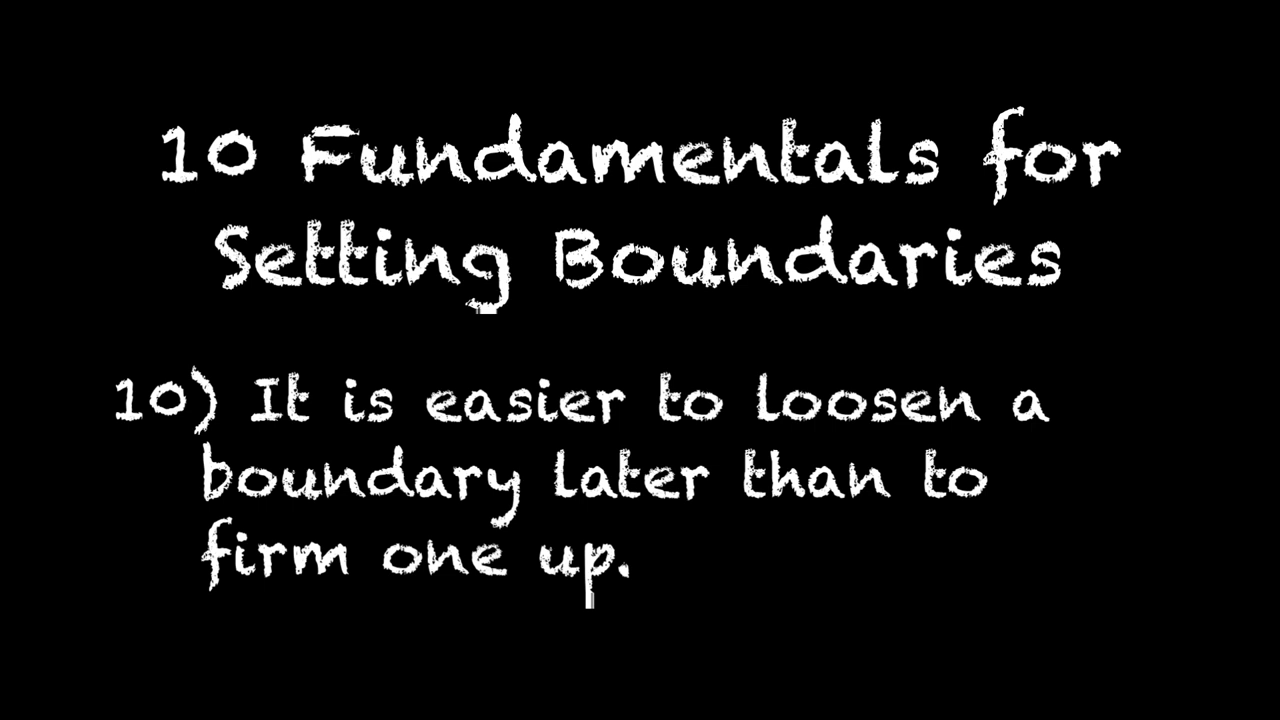 10 Fundamentals for
Setting Boundaries
10) It is easier to loosen a
boundary later than to
firm one up.